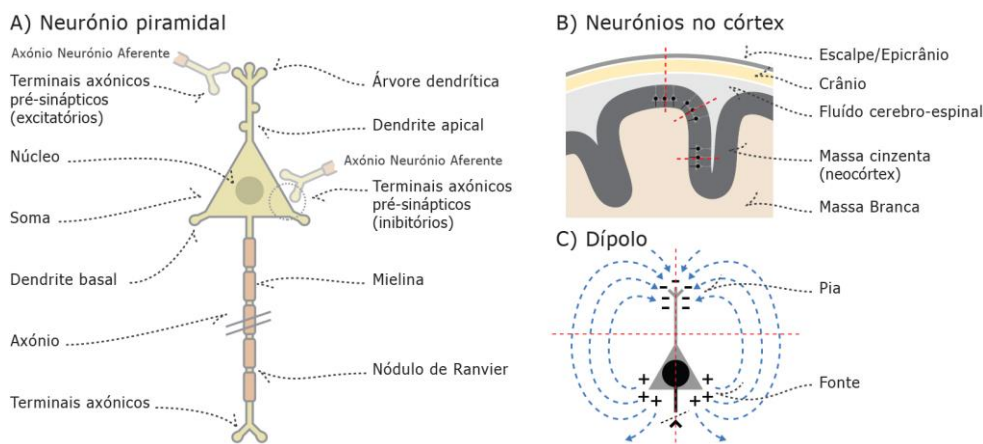 A) Neurónio piramidal
Axónio Neurónio Aferente
Terminais axónicos
pré-sinápticos
(excitatórios)
Núcleo
Soma
Dendrite basal
Axónio
Terminais axónicos
Árvore dendrítica
Dendrite apical
Axónio Neurónio Aferente
Terminais axónicos
pré-sinápticos
(inibitórios)
Mielina
Nódulo de Ranvier
B) Neurónios no córtex
Escalpe/Epicrânio
Crânio
Fluído cerebro-espinal
Massa cinzenta
(neocórtex)
Massa Branca
C) Dípolo
Pia
Fonte